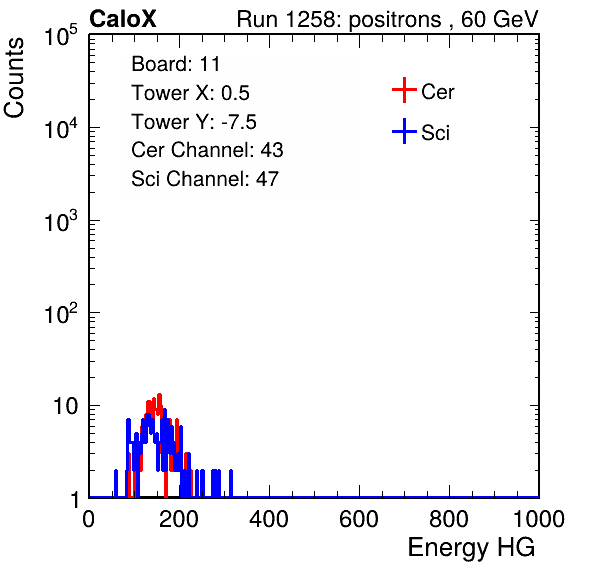 CaloX Run 1258: positrons , 60 GeV
Counts
Board: 11
Tower X: 0.5
Tower Y: -7.5
Cer Channel: 43
Sci Channel: 47
Cer
Sci
10^5
10^4
10^3
10^2
10
1
0 200 400 600 800 1000
Energy HG